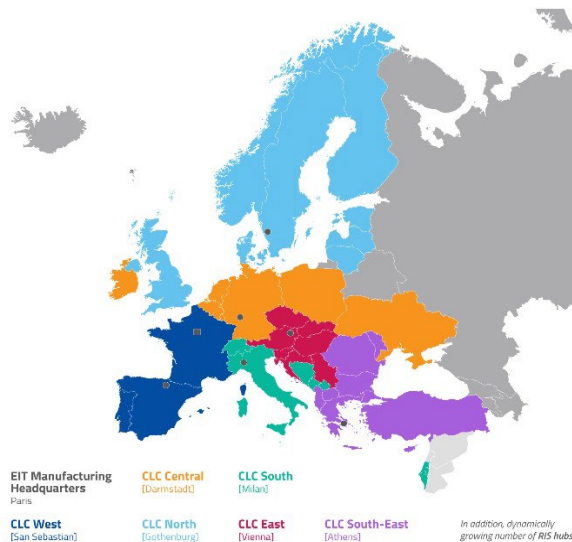 EIT Manufacturing
Headquarters
Paris
CLC Central
[Darmstadt]
CLC South
[Milan]
CLC West
[San Sebastian]
CLC North
[Gothenburg]
CLC East
[Vienna]
CLC South-East
[Athens]
In addition, dynamically
growing number of RIS hubs